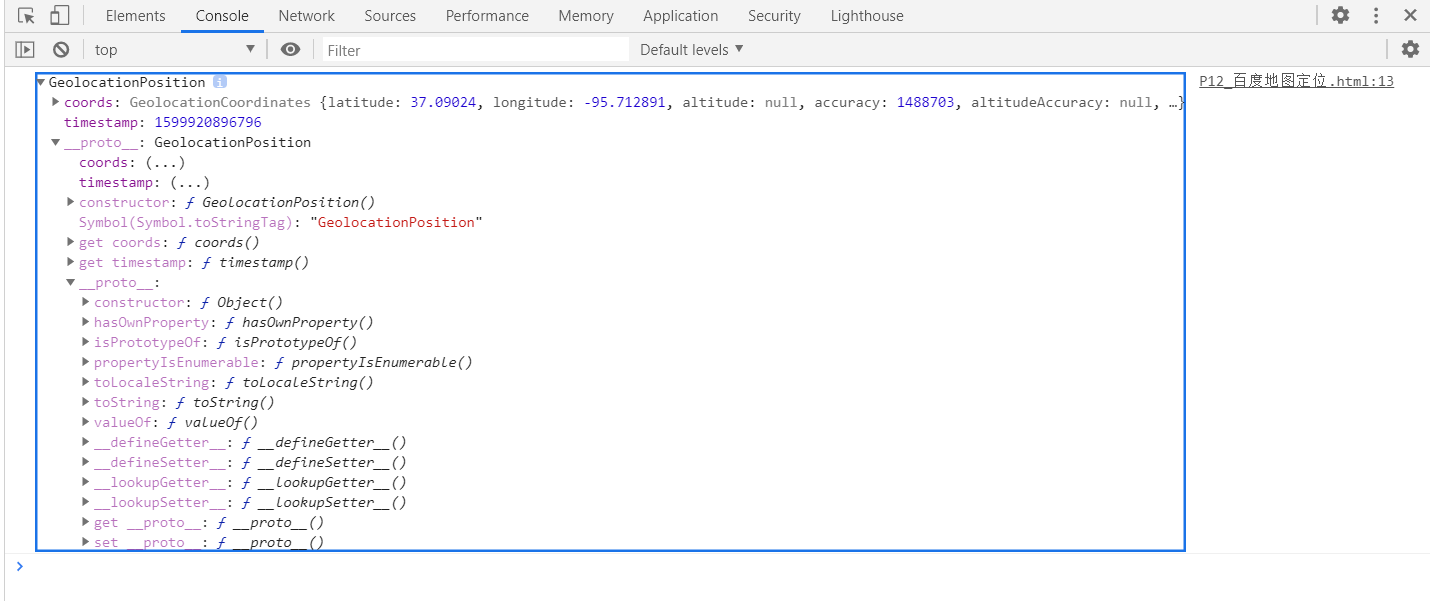 Elements Console Network Sources Performance Memory Application Security Lighthouse
top Filter Default levels
GeolocationPosition i P12_百度地图定位.html:13
coords: GeolocationCoordinates {latitude: 37.09024, longitude: -95.712891, altitude: null, accuracy: 1488703, altitudeAccuracy: null, …}
timestamp: 1599920896796
__proto__: GeolocationPosition
coords: (...)
timestamp: (...)
constructor: ƒ GeolocationPosition()
Symbol(Symbol.toStringTag): "GeolocationPosition"
get coords: ƒ coords()
get timestamp: ƒ timestamp()
__proto__:
constructor: ƒ Object()
hasOwnProperty: ƒ hasOwnProperty()
isPrototypeOf: ƒ isPrototypeOf()
propertyIsEnumerable: ƒ propertyIsEnumerable()
toLocaleString: ƒ toLocaleString()
toString: ƒ toString()
valueOf: ƒ valueOf()
__defineGetter__: ƒ __defineGetter__()
__defineSetter__: ƒ __defineSetter__()
__lookupGetter__: ƒ __lookupGetter__()
__lookupSetter__: ƒ __lookupSetter__()
get __proto__: ƒ __proto__()
set __proto__: ƒ __proto__()